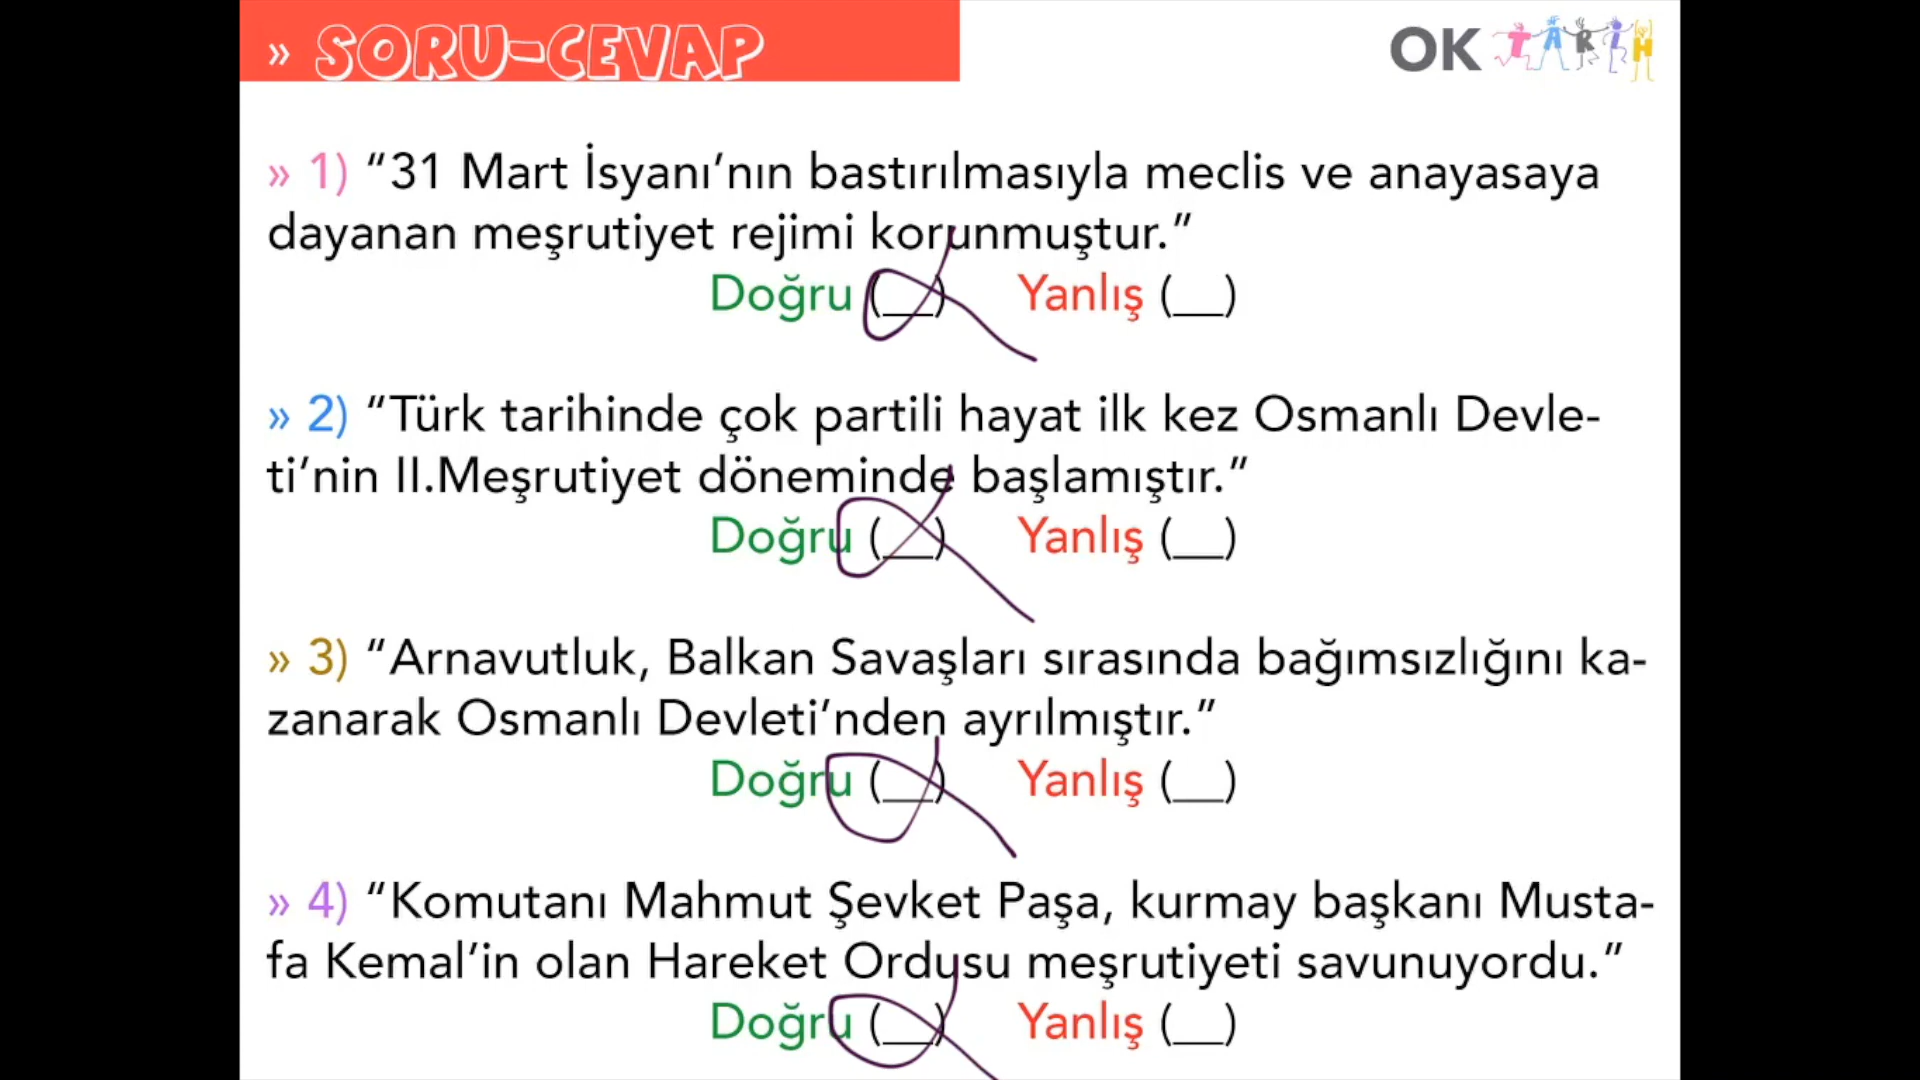 » SORU-CEVAP
OK TARİH
» 1) “31 Mart İsyanı’nın bastırılmasıyla meclis ve anayasaya
dayanan meşrutiyet rejimi korunmuştur.”
Doğru (__) Yanlış (__)
» 2) “Türk tarihinde çok partili hayat ilk kez Osmanlı Devle-
ti’nin II.Meşrutiyet döneminde başlamıştır.”
Doğru (__) Yanlış (__)
» 3) “Arnavutluk, Balkan Savaşları sırasında bağımsızlığını ka-
zanarak Osmanlı Devleti’nden ayrılmıştır.”
Doğru (__) Yanlış (__)
» 4) “Komutanı Mahmut Şevket Paşa, kurmay başkanı Musta-
fa Kemal’in olan Hareket Ordusu meşrutiyeti savunuyordu.”
Doğru (__) Yanlış (__)